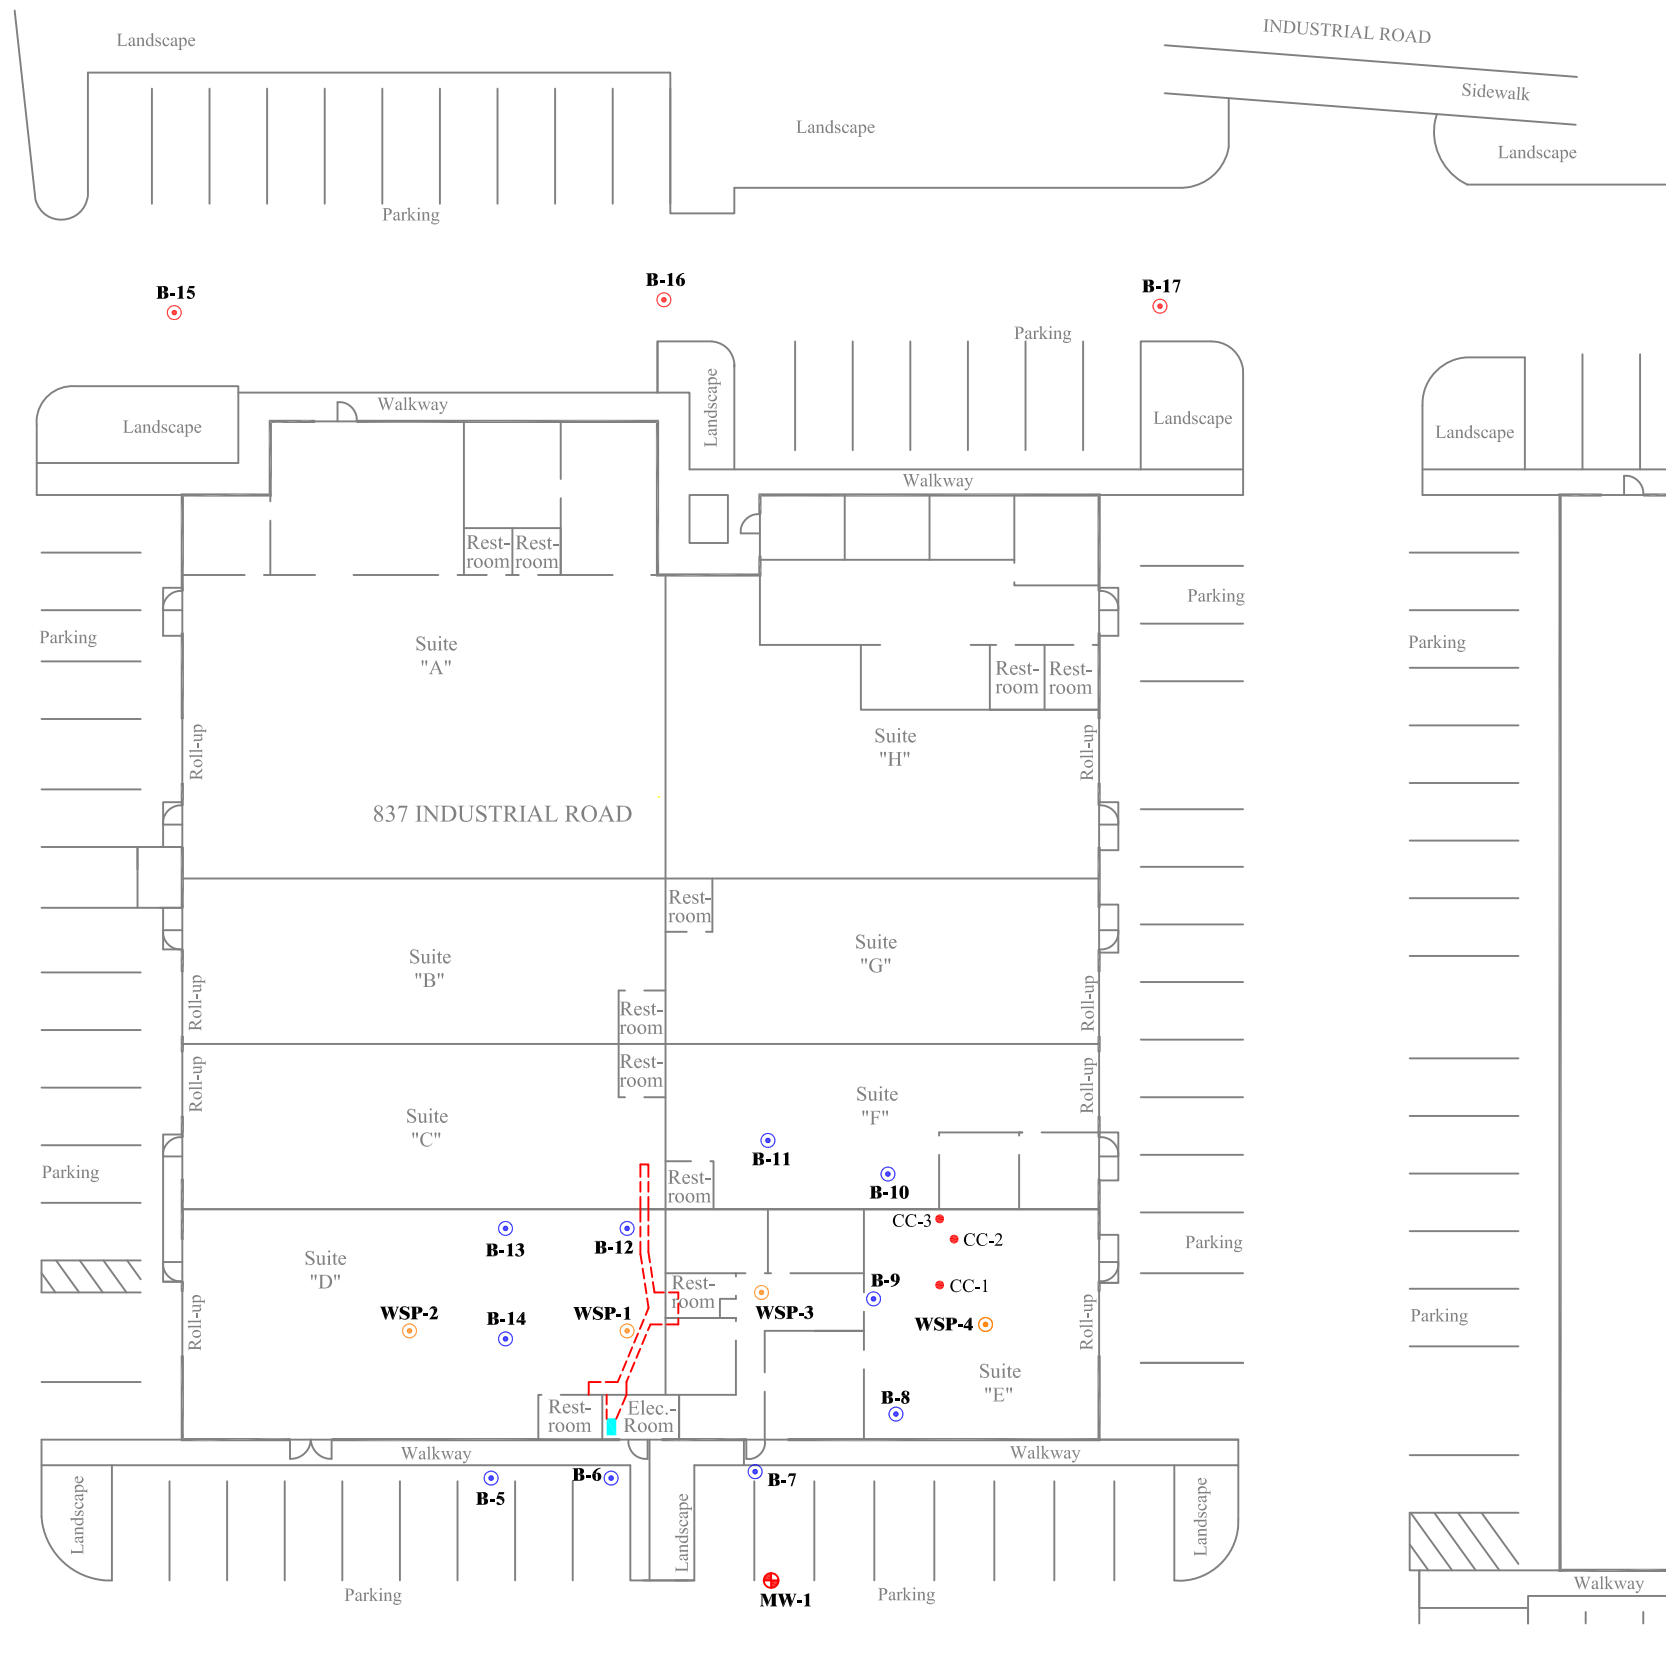 INDUSTRIAL ROAD
Landscape
Sidewalk
Landscape
Landscape
Parking
B-15
B-16
B-17
Parking
Landscape
Walkway
Landscape
Landscape
Landscape
Walkway
Rest-
room
Rest-
room
Parking
Parking
Parking
Suite
"A"
Rest-
room
Rest-
room
Roll-up
Suite
"H"
Roll-up
837 INDUSTRIAL ROAD
Rest-
room
Suite
"B"
Suite
"G"
Roll-up
Rest-
room
Roll-up
Roll-up
Rest-
room
Roll-up
Suite
"C"
Suite
"F"
B-11
Parking
Rest-
room
B-10
CC-3
CC-2
B-13
B-12
Parking
Suite
"D"
Rest-
room
B-9
CC-1
WSP-2
B-14
WSP-1
WSP-3
WSP-4
Parking
Roll-up
Roll-up
Suite
"E"
B-8
Rest-
room
Elec.-
Room
Walkway
Walkway
B-5
B-6
B-7
Landscape
Landscape
Landscape
Parking
MW-1
Parking
Walkway